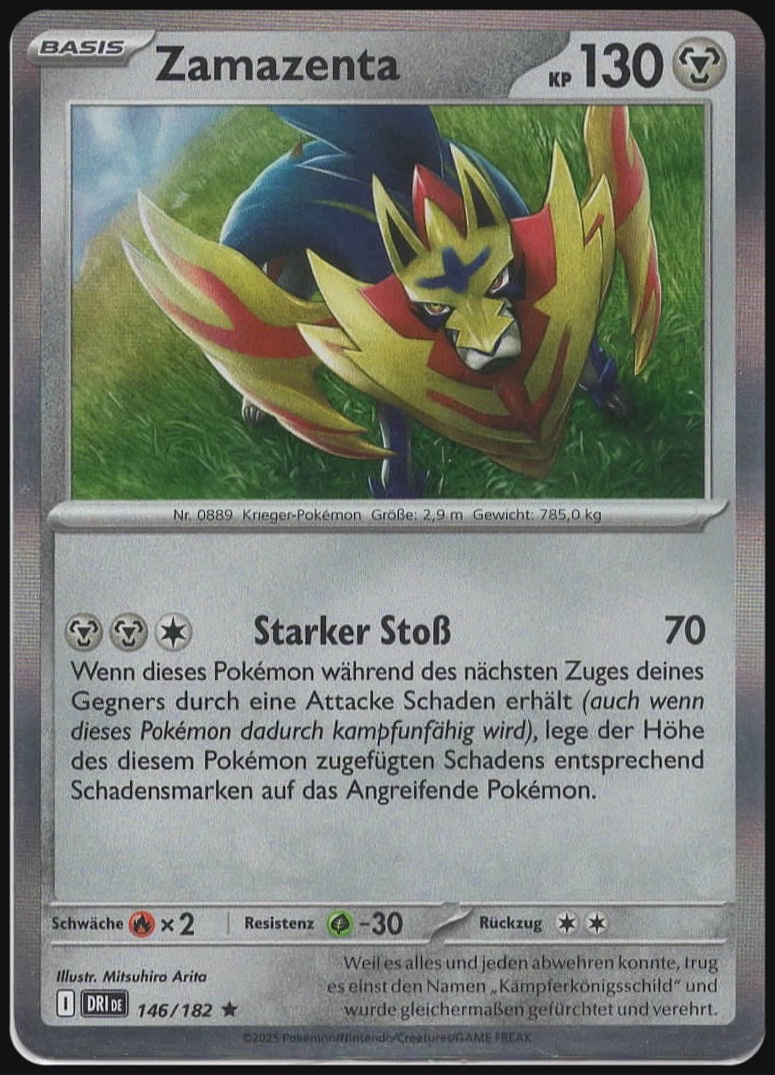 BASIS
Zamazenta
KP 130
Nr. 0889 Krieger-Pokémon Größe: 2,9 m Gewicht: 785,0 kg
Starker Stoß 70
Wenn dieses Pokémon während des nächsten Zuges deines
Gegners durch eine Attacke Schaden erhält (auch wenn
dieses Pokémon dadurch kampfunfähig wird), lege der Höhe
des diesem Pokémon zugefügten Schadens entsprechend
Schadensmarken auf das Angreifende Pokémon.
Schwäche ×2 Resistenz -30 Rückzug
Illustr. Mitsuhiro Arita
I DRI DE 146/182
Weil es alles und jeden abwehren konnte, trug
es einst den Namen „Kämpferkönigsschild“ und
wurde gleichermaßen gefürchtet und verehrt.
©2025 Pokémon/Nintendo/Creatures/GAME FREAK